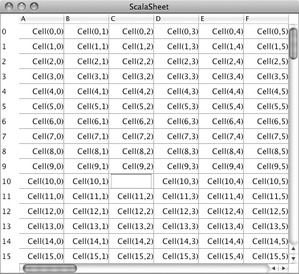 ScalaSheet
A B C D E F
0 Cell(0,0) Cell(0,1) Cell(0,2) Cell(0,3) Cell(0,4) Cell(0,5)
1 Cell(1,0) Cell(1,1) Cell(1,2) Cell(1,3) Cell(1,4) Cell(1,5)
2 Cell(2,0) Cell(2,1) Cell(2,2) Cell(2,3) Cell(2,4) Cell(2,5)
3 Cell(3,0) Cell(3,1) Cell(3,2) Cell(3,3) Cell(3,4) Cell(3,5)
4 Cell(4,0) Cell(4,1) Cell(4,2) Cell(4,3) Cell(4,4) Cell(4,5)
5 Cell(5,0) Cell(5,1) Cell(5,2) Cell(5,3) Cell(5,4) Cell(5,5)
6 Cell(6,0) Cell(6,1) Cell(6,2) Cell(6,3) Cell(6,4) Cell(6,5)
7 Cell(7,0) Cell(7,1) Cell(7,2) Cell(7,3) Cell(7,4) Cell(7,5)
8 Cell(8,0) Cell(8,1) Cell(8,2) Cell(8,3) Cell(8,4) Cell(8,5)
9 Cell(9,0) Cell(9,1) Cell(9,2) Cell(9,3) Cell(9,4) Cell(9,5)
10 Cell(10,0) Cell(10,1) Cell(10,3) Cell(10,4) Cell(10,5)
11 Cell(11,0) Cell(11,1) Cell(11,2) Cell(11,3) Cell(11,4) Cell(11,5)
12 Cell(12,0) Cell(12,1) Cell(12,2) Cell(12,3) Cell(12,4) Cell(12,5)
13 Cell(13,0) Cell(13,1) Cell(13,2) Cell(13,3) Cell(13,4) Cell(13,5)
14 Cell(14,0) Cell(14,1) Cell(14,2) Cell(14,3) Cell(14,4) Cell(14,5)
15 Cell(15,0) Cell(15,1) Cell(15,2) Cell(15,3) Cell(15,4) Cell(15,5)